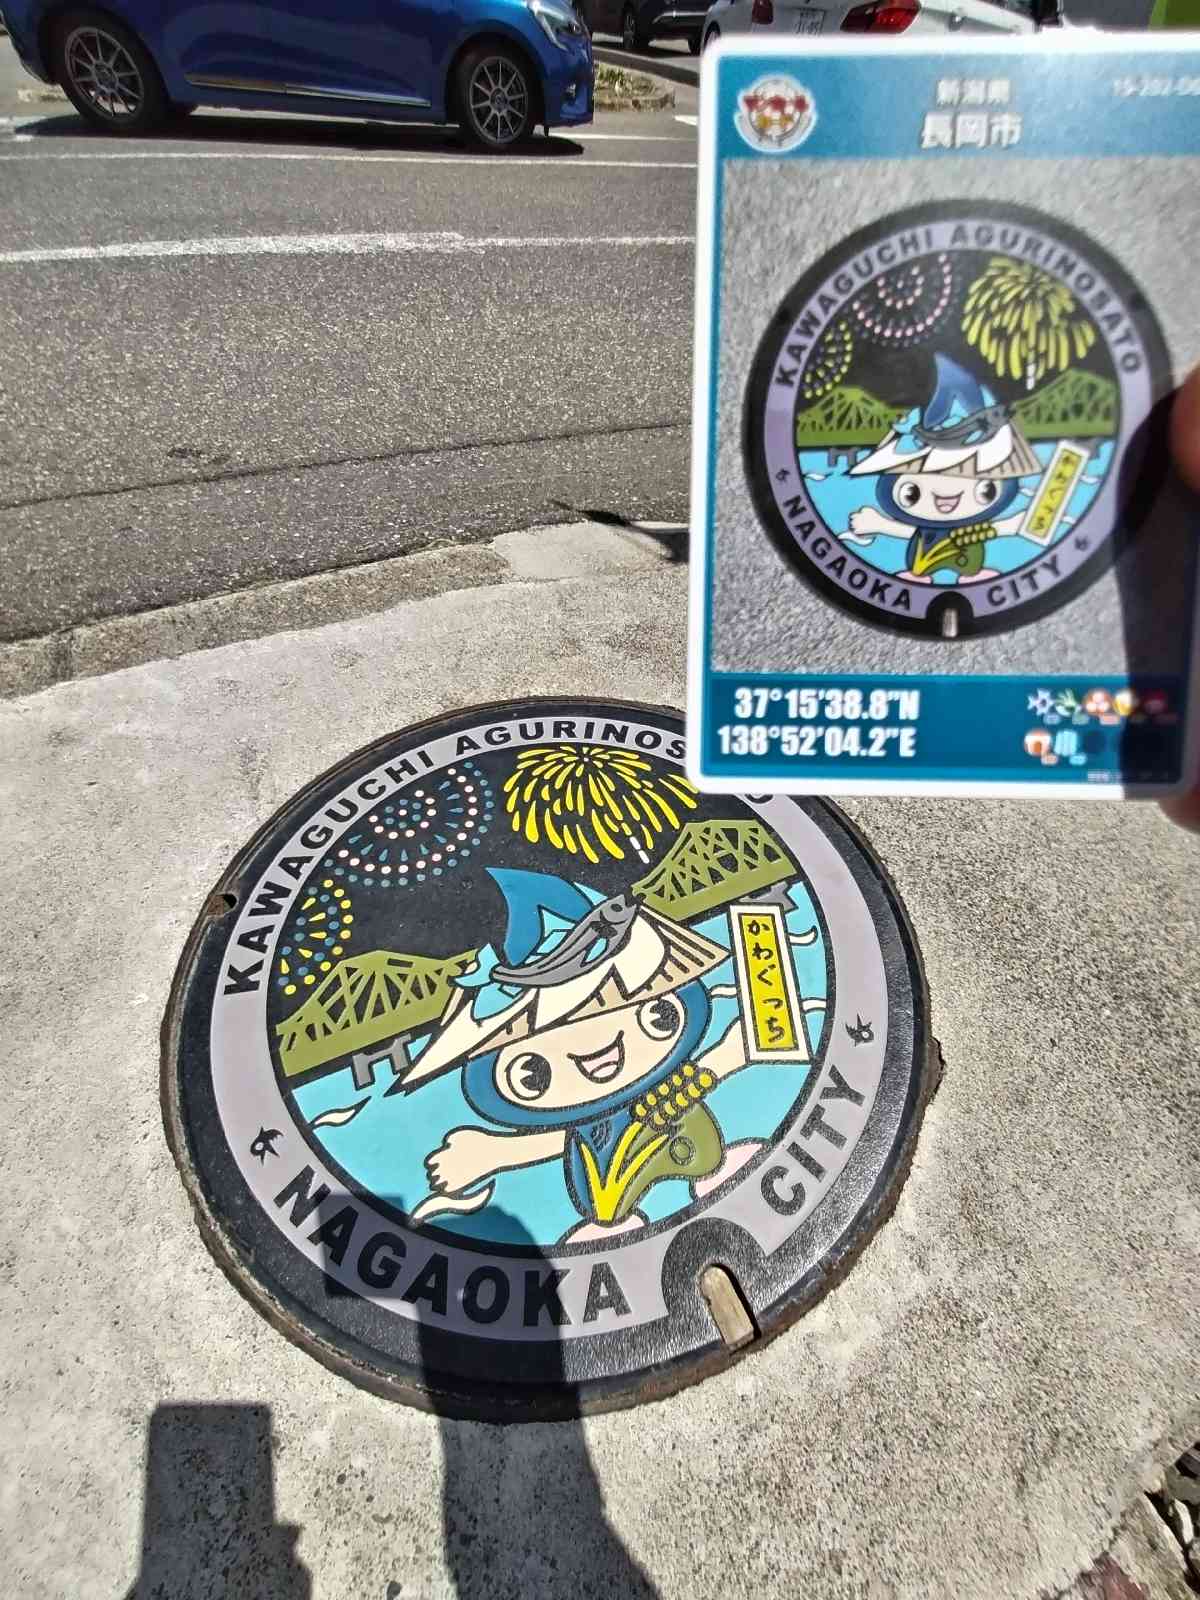 新潟県
長岡市
KAWAGUCHI AGURINOSATO
かわぐっち
NAGAOKA CITY
37°15'38.8"N
138°52'04.2"E
KAWAGUCHI AGURINOS
かわぐっち
NAGAOKA CITY